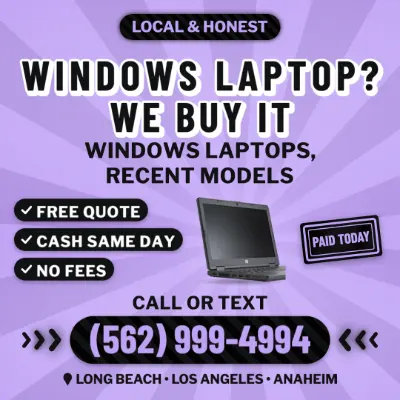 LOCAL & HONEST
WINDOWS LAPTOP?
WE BUY IT
WINDOWS LAPTOPS,
RECENT MODELS
FREE QUOTE
CASH SAME DAY
NO FEES
PAID TODAY
CALL OR TEXT
(562) 999-4994
LONG BEACH • LOS ANGELES • ANAHEIM